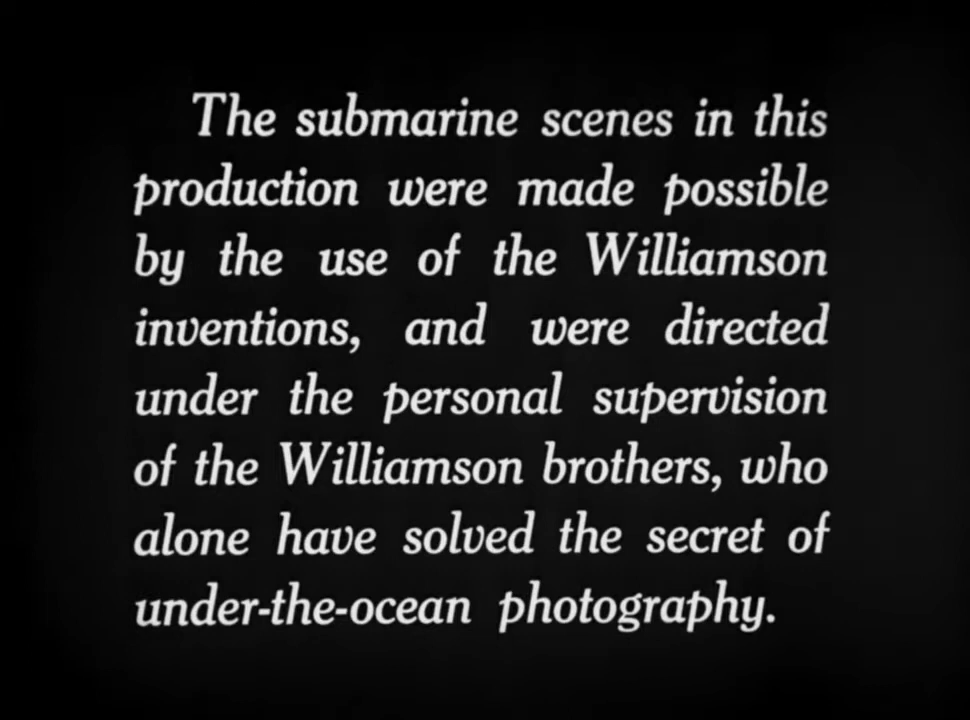 The submarine scenes in this
production were made possible
by the use of the Williamson
inventions, and were directed
under the personal supervision
of the Williamson brothers, who
alone have solved the secret of
under-the-ocean photography.